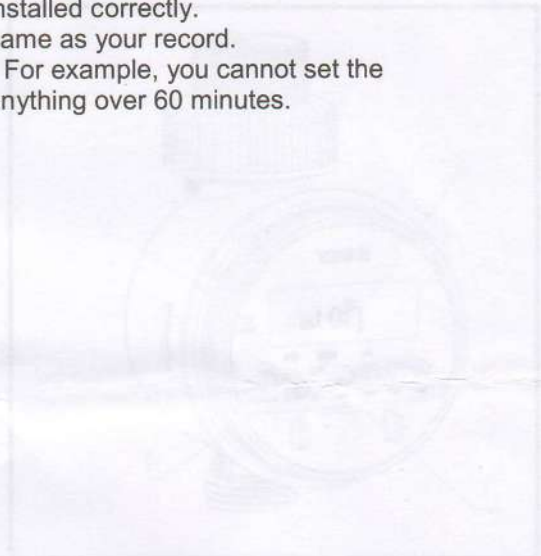 nstalled correctly.
ame as your record.
For example, you cannot set the
nything over 60 minutes.